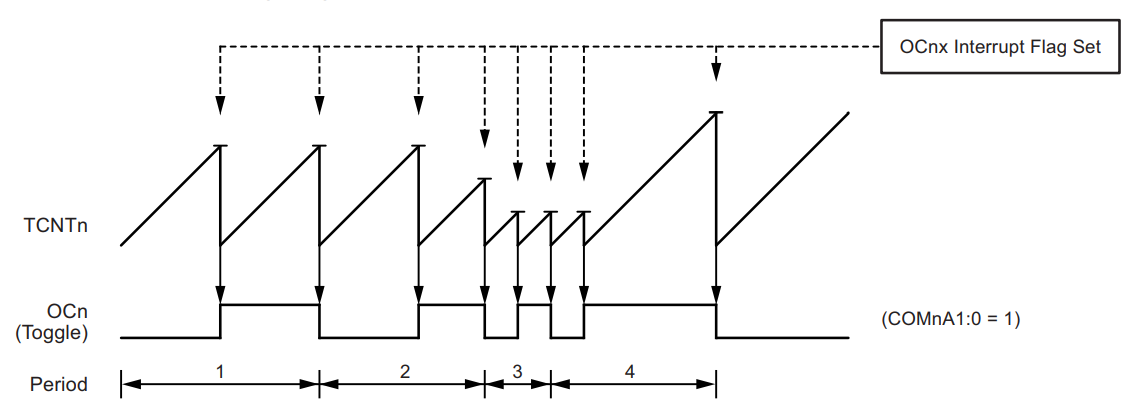 OCnx Interrupt Flag Set
TCNTn
OCn
(Toggle)
(COMnA1:0 = 1)
Period
1
2
3
4